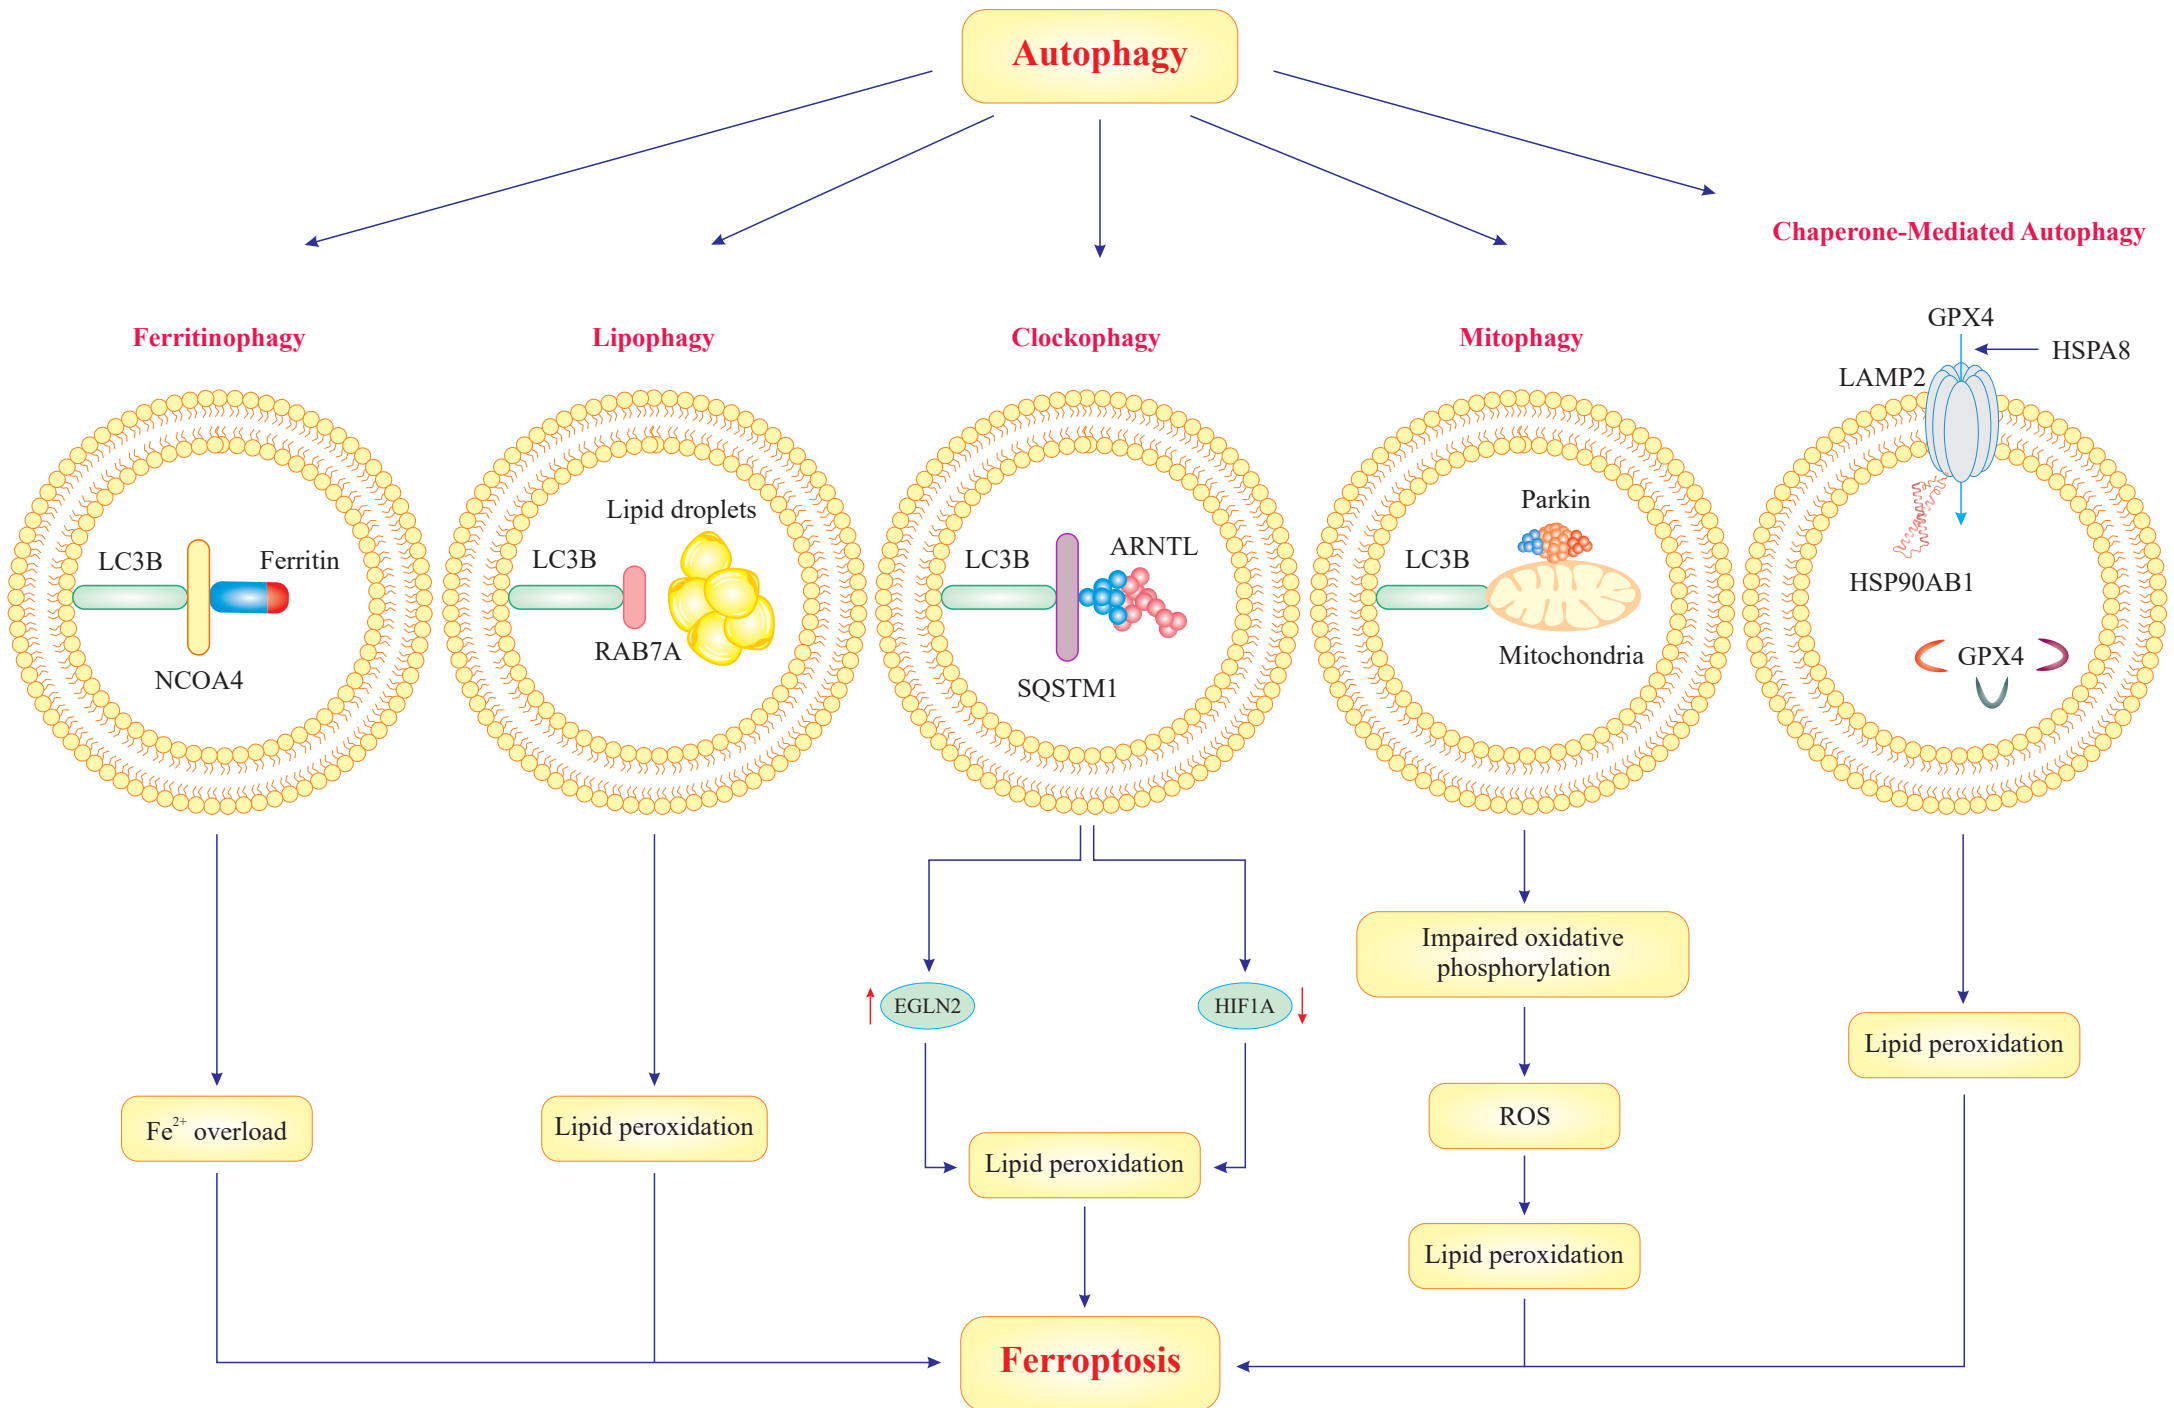 Autophagy
Chaperone-Mediated Autophagy
Ferritinophagy
Lipophagy
Clockophagy
Mitophagy
LC3B
Ferritin
NCOA4
Lipid droplets
LC3B
RAB7A
LC3B
ARNTL
SQSTM1
Parkin
LC3B
Mitochondria
GPX4
HSPA8
LAMP2
HSP90AB1
GPX4
Fe²⁺ overload
Lipid peroxidation
EGLN2
HIF1A
Lipid peroxidation
Impaired oxidative
phosphorylation
ROS
Lipid peroxidation
Lipid peroxidation
Ferroptosis